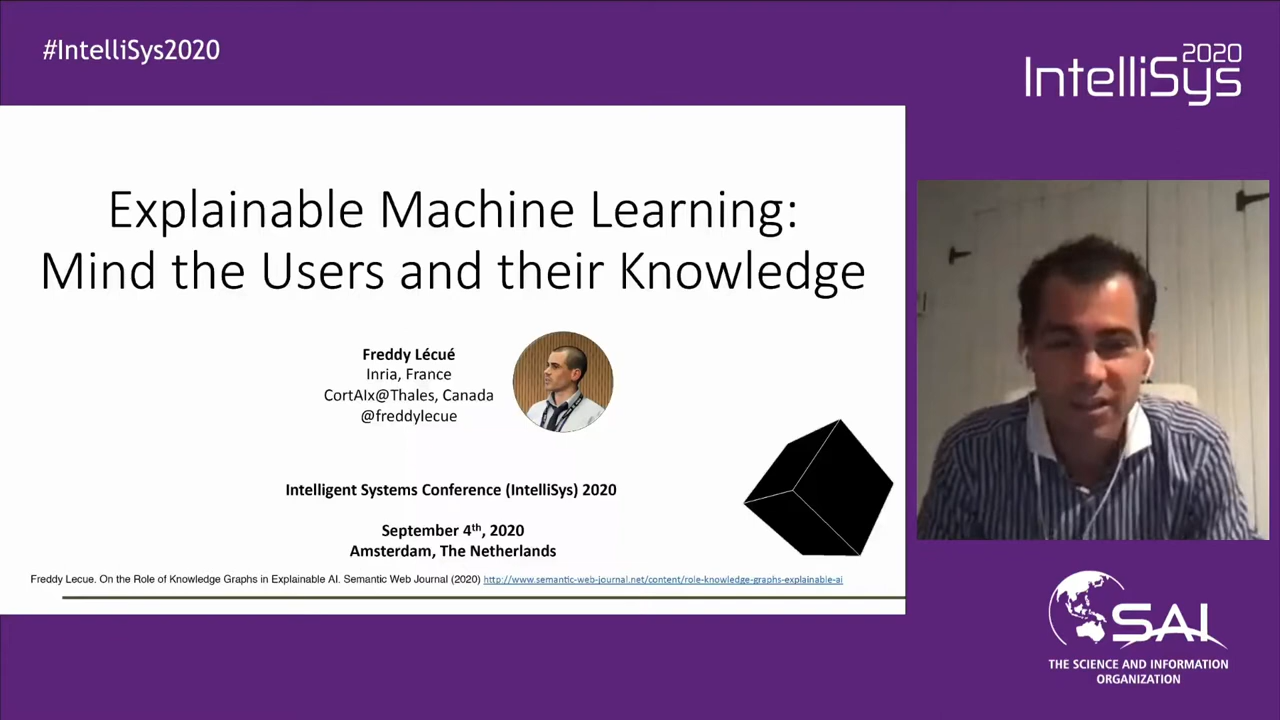 #IntelliSys2020
2020
IntelliSys
Explainable Machine Learning:
Mind the Users and their Knowledge
Freddy Lécué
Inria, France
CortAIx@Thales, Canada
@freddylecue
Intelligent Systems Conference (IntelliSys) 2020
September 4th, 2020
Amsterdam, The Netherlands
Freddy Lecue. On the Role of Knowledge Graphs in Explainable AI. Semantic Web Journal (2020) http://www.semantic-web-journal.net/content/role-knowledge-graphs-explainable-ai
SAI
THE SCIENCE AND INFORMATION
ORGANIZATION